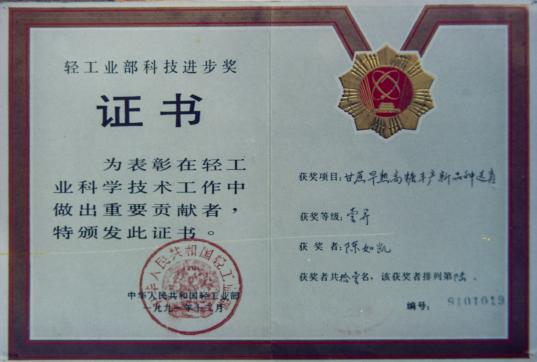 轻工业部科技进步奖
证书
为表彰在轻工
业科学技术工作中
做出重要贡献者，
特颁发此证书。
中华人民共和国轻工业部
一九九一年 月
获奖项目：甘蔗早熟高糖丰产新品种选育
获奖等级：
获奖者：陈如凯
获奖者共拾壹名，该获奖者排列第陆。
编号： 9101019